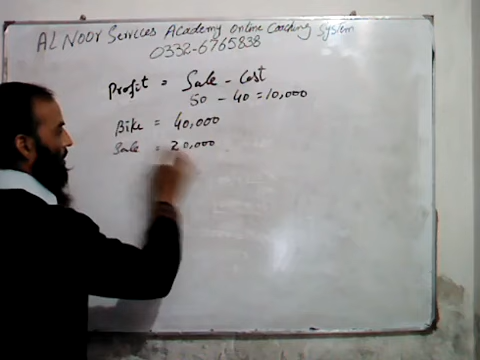 AL NOOR Services Academy Online Coaching System
0332-6765838
Profit = Sale - Cost
50 - 40 = 10,000
Bike = 40,000
Sale = 20,000